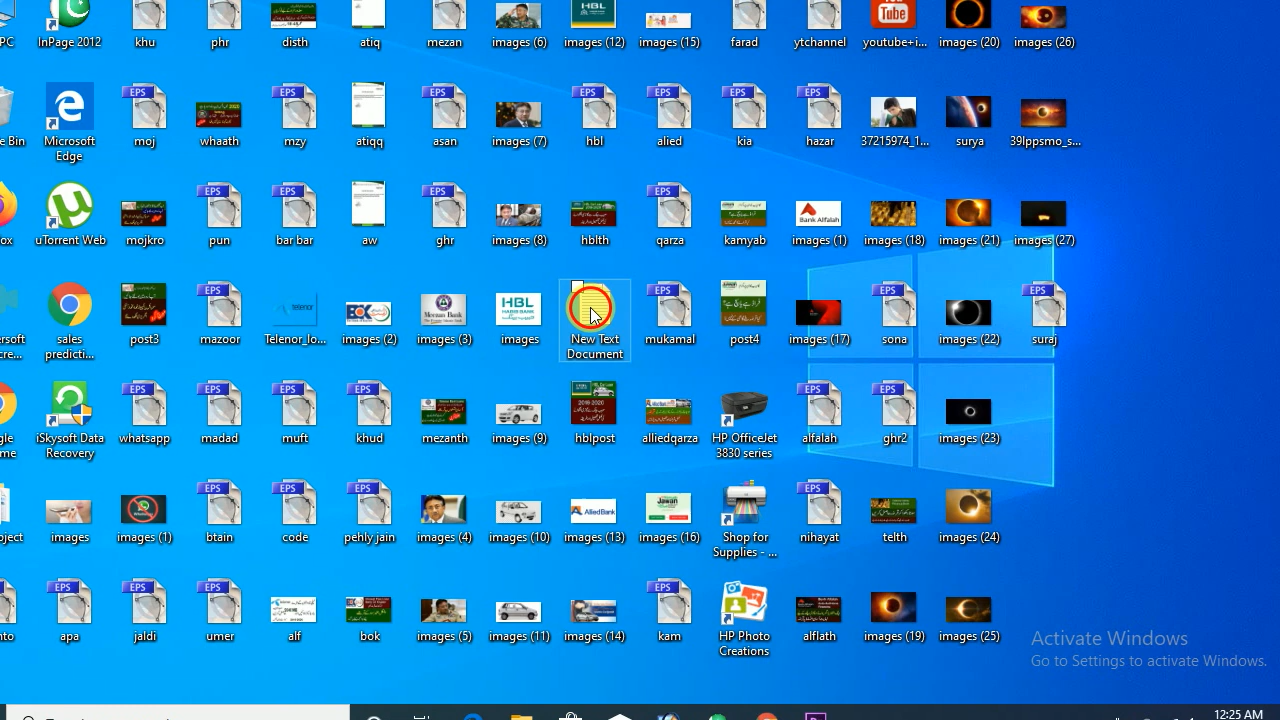 PC
InPage 2012
khu
phr
disth
atiq
mezan
images (6)
images (12)
images (15)
farad
ytchannel
youtube+i...
images (20)
images (26)
e Bin
Microsoft
Edge
moj
whaath
mzy
atiqq
asan
images (7)
hbl
alied
kia
hazar
37215974_1...
surya
39lppsmo_s...
ox
uTorrent Web
mojkro
pun
bar bar
aw
ghr
images (8)
hblth
qarza
kamyab
images (1)
images (18)
images (21)
images (27)
ersoft
cre...
sales
predicti...
post3
mazoor
Telenor_lo...
images (2)
images (3)
images
New Text
Document
mukamal
post4
images (17)
sona
images (22)
suraj
gle
me
iSkysoft Data
Recovery
whatsapp
madad
muft
khud
mezanth
images (9)
hblpost
alliedqarza
HP OfficeJet
3830 series
alfalah
ghr2
images (23)
oject
images
images (1)
btain
code
pehly jain
images (4)
images (10)
images (13)
images (16)
Shop for
Supplies - ...
nihayat
telth
images (24)
nto
apa
jaldi
umer
alf
bok
images (5)
images (11)
images (14)
kam
HP Photo
Creations
alflath
images (19)
images (25)
Activate Windows
Go to Settings to activate Windows.
12:25 AM